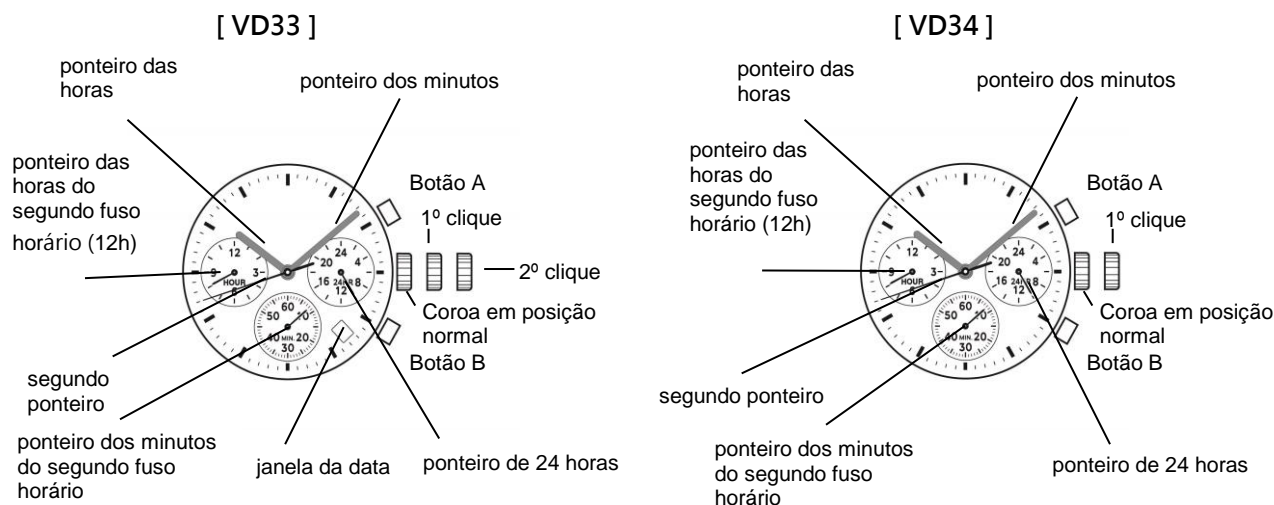 [ VD33 ]
ponteiro das
horas
ponteiro dos minutos
ponteiro das
horas do
segundo fuso
horário (12h)
Botão A
1º clique
2º clique
Coroa em posição
normal
Botão B
12
3
6
9
HOUR
24
4
8
12
16
20
24HR
60
10
20
30
40
50
MIN.
segundo
ponteiro
ponteiro dos minutos
do segundo fuso
horário
janela da data
ponteiro de 24 horas
[ VD34 ]
ponteiro das
horas
ponteiro dos minutos
ponteiro das
horas do
segundo fuso
horário (12h)
Botão A
1º clique
Coroa em posição
normal
Botão B
12
3
6
9
HOUR
24
4
8
12
16
20
24HR
60
10
20
30
40
50
MIN.
segundo ponteiro
ponteiro dos minutos
do segundo fuso
horário
ponteiro de 24 horas